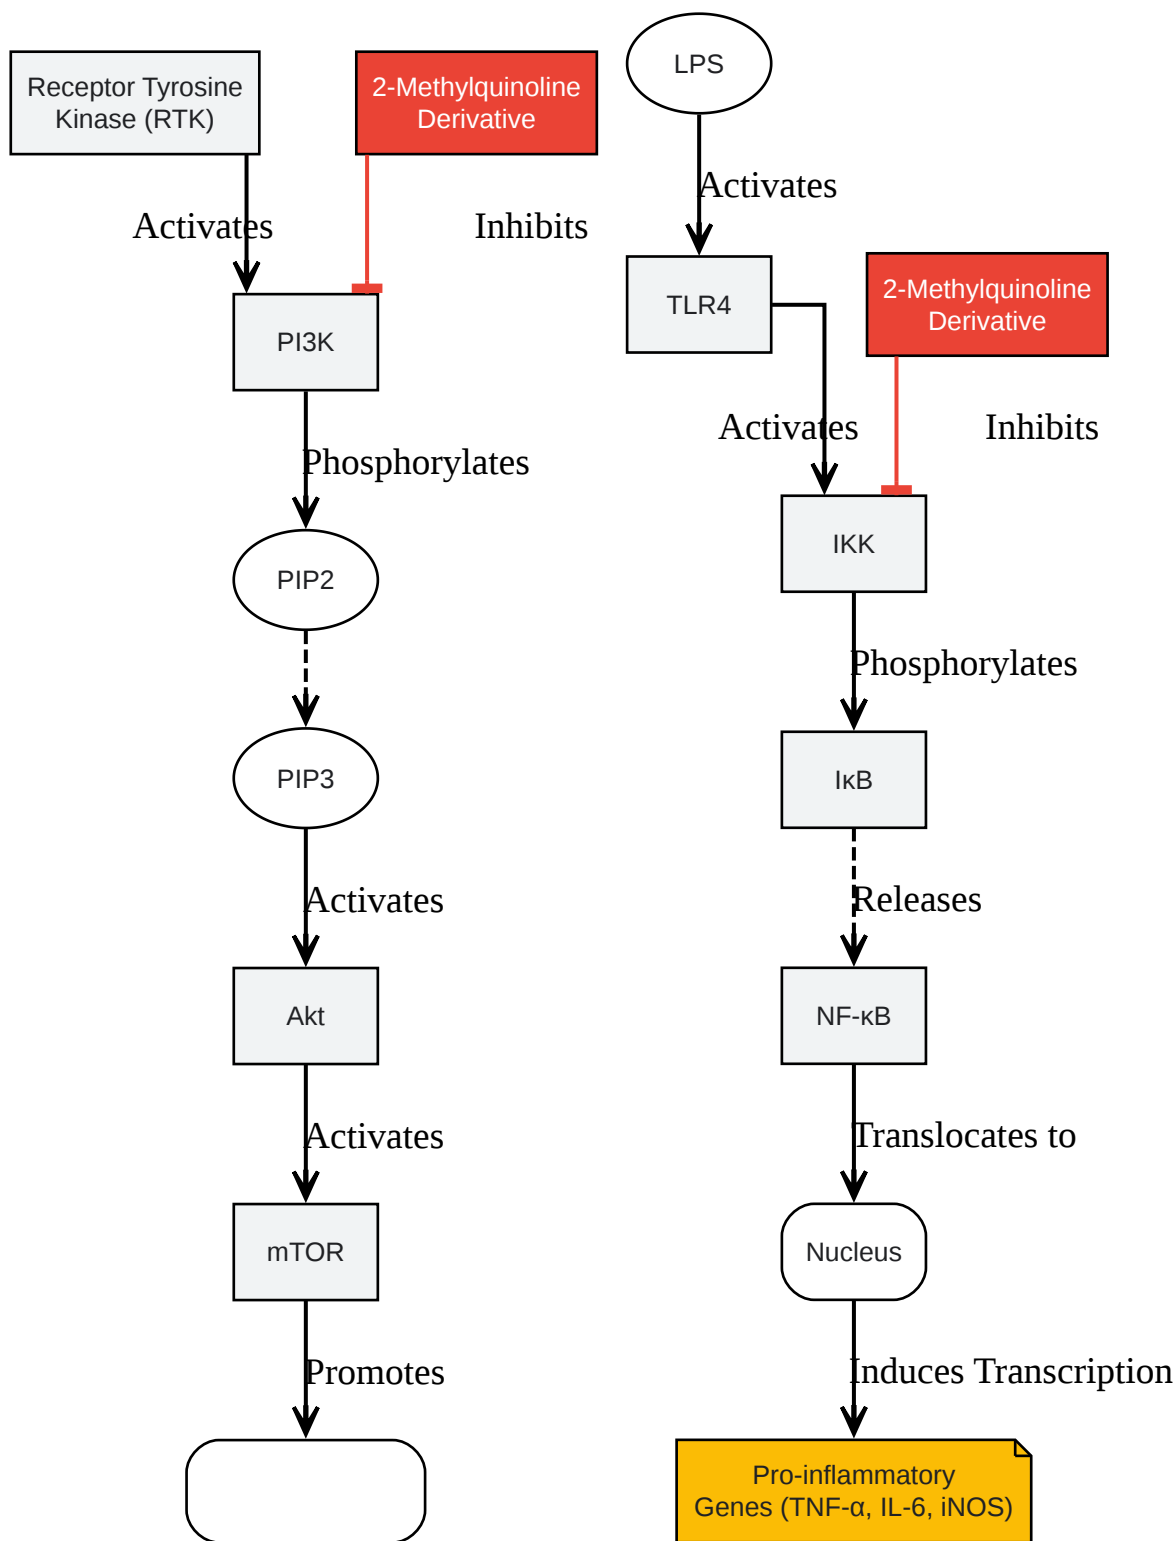 Receptor Tyrosine
Kinase (RTK)
2-Methylquinoline
Derivative
Activates
Inhibits
PI3K
Phosphorylates
PIP2
PIP3
Activates
Akt
Activates
mTOR
Promotes
LPS
Activates
TLR4
2-Methylquinoline
Derivative
Activates
Inhibits
IKK
Phosphorylates
IκB
Releases
NF-κB
Translocates to
Nucleus
Induces Transcription
Pro-inflammatory
Genes (TNF-α, IL-6, iNOS)